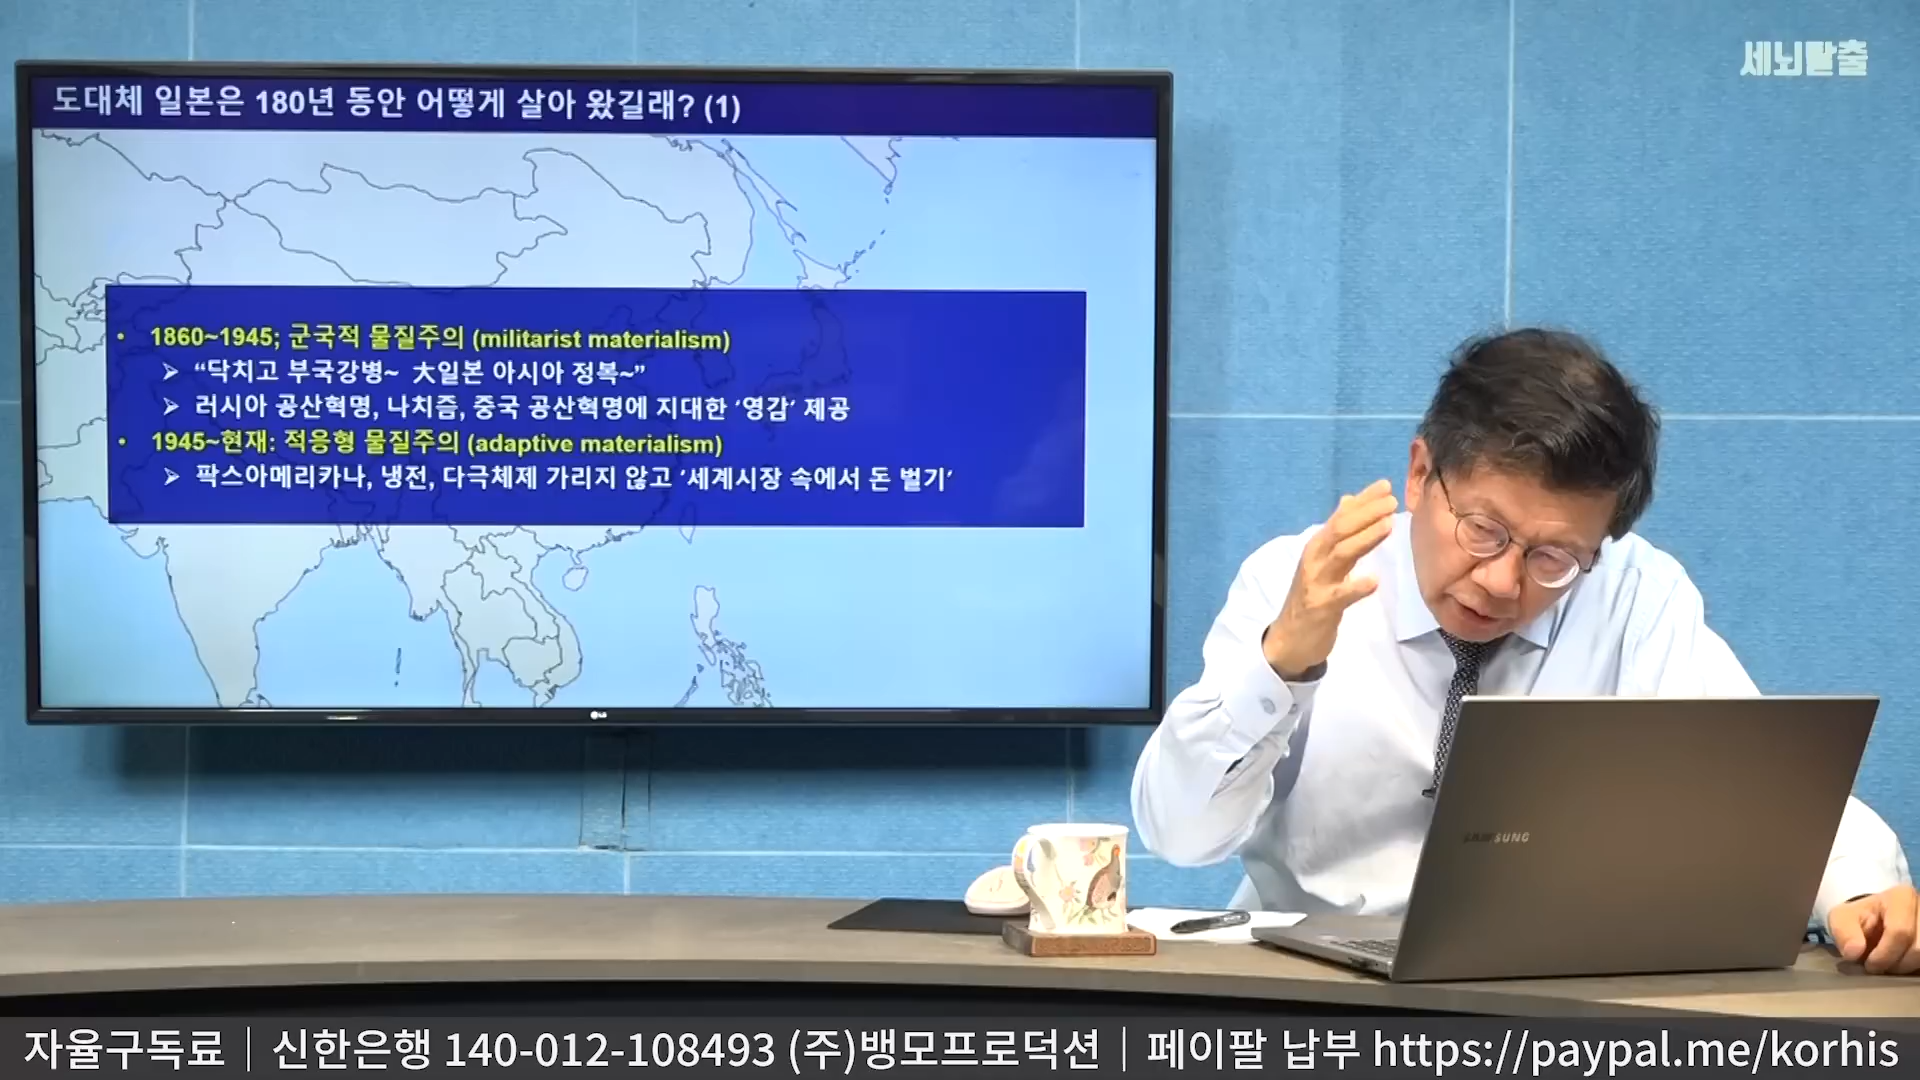 세뇌탈출
도대체 일본은 180년 동안 어떻게 살아 왔길래? (1)
• 1860~1945; 군국적 물질주의 (militarist materialism)
➢ “닥치고 부국강병~ 大일본 아시아 정복~”
➢ 러시아 공산혁명, 나치즘, 중국 공산혁명에 지대한 ‘영감’ 제공
• 1945~현재: 적응형 물질주의 (adaptive materialism)
➢ 팍스아메리카나, 냉전, 다극체제 가리지 않고 ‘세계시장 속에서 돈 벌기’
LG
SAMSUNG
자율구독료│신한은행 140-012-108493 (주)뱅모프로덕션│페이팔 납부 https://paypal.me/korhis